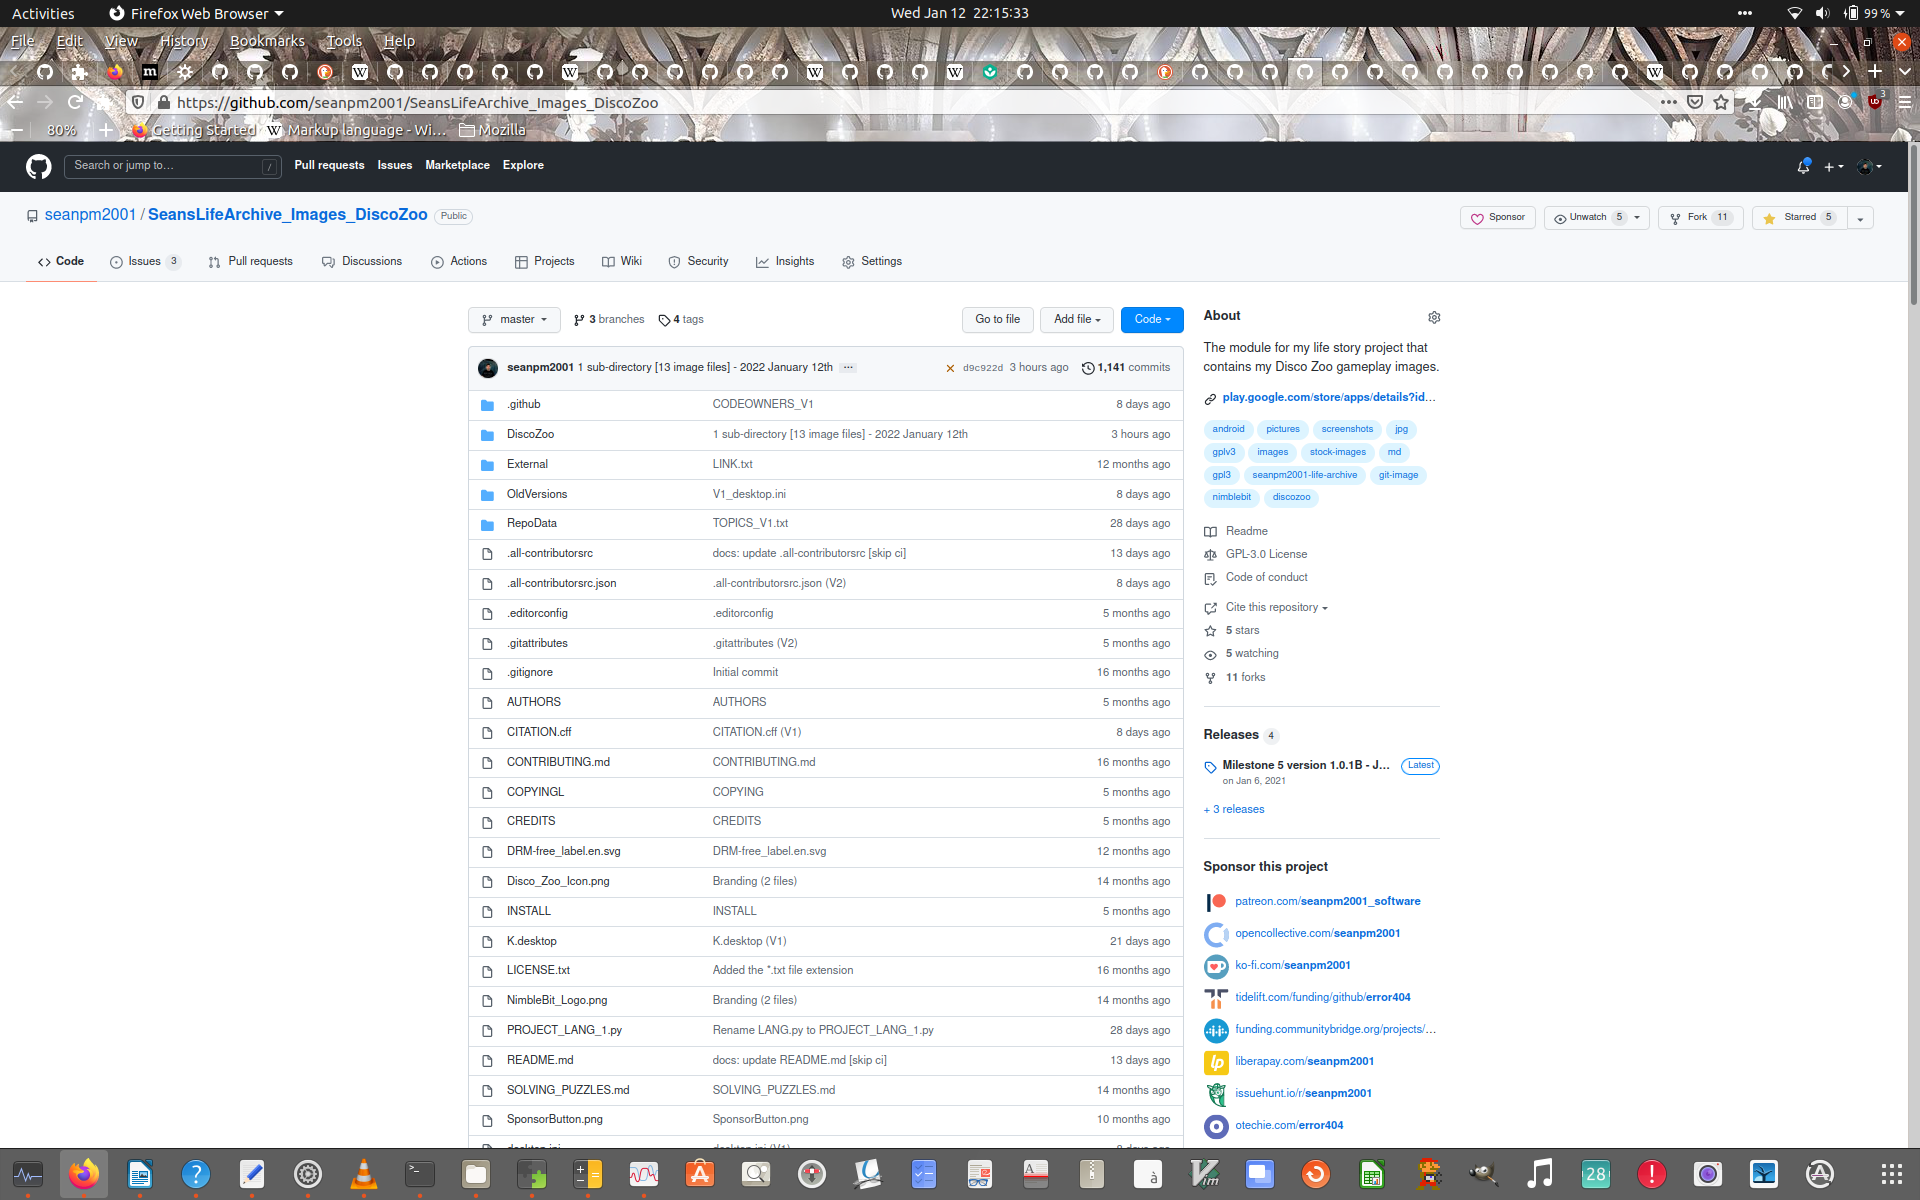 Activities Firefox Web Browser Wed Jan 12 22:15:33 99 %
File Edit View History Bookmarks Tools Help
https://github.com/seanpm2001/SeansLifeArchive_Images_DiscoZoo 3
80% Getting Started Markup language - Wi… Mozilla
Search or jump to… / Pull requests Issues Marketplace Explore
seanpm2001 / SeansLifeArchive_Images_DiscoZoo Public Sponsor Unwatch 5 Fork 11 Starred 5
Code Issues 3 Pull requests Discussions Actions Projects Wiki Security Insights Settings
master 3 branches 4 tags Go to file Add file Code
seanpm2001 1 sub-directory [13 image files] - 2022 January 12th ... d9c922d 3 hours ago 1,141 commits
.github CODEOWNERS_V1 8 days ago
DiscoZoo 1 sub-directory [13 image files] - 2022 January 12th 3 hours ago
External LINK.txt 12 months ago
OldVersions V1_desktop.ini 8 days ago
RepoData TOPICS_V1.txt 28 days ago
.all-contributorsrc docs: update .all-contributorsrc [skip ci] 13 days ago
.all-contributorsrc.json .all-contributorsrc.json (V2) 8 days ago
.editorconfig .editorconfig 5 months ago
.gitattributes .gitattributes (V2) 5 months ago
.gitignore Initial commit 16 months ago
AUTHORS AUTHORS 5 months ago
CITATION.cff CITATION.cff (V1) 8 days ago
CONTRIBUTING.md CONTRIBUTING.md 16 months ago
COPYINGL COPYING 5 months ago
CREDITS CREDITS 5 months ago
DRM-free_label.en.svg DRM-free_label.en.svg 12 months ago
Disco_Zoo_Icon.png Branding (2 files) 14 months ago
INSTALL INSTALL 5 months ago
K.desktop K.desktop (V1) 21 days ago
LICENSE.txt Added the *.txt file extension 16 months ago
NimbleBit_Logo.png Branding (2 files) 14 months ago
PROJECT_LANG_1.py Rename LANG.py to PROJECT_LANG_1.py 28 days ago
README.md docs: update README.md [skip ci] 13 days ago
SOLVING_PUZZLES.md SOLVING_PUZZLES.md 14 months ago
SponsorButton.png SponsorButton.png 10 months ago
About
The module for my life story project that
contains my Disco Zoo gameplay images.
play.google.com/store/apps/details?id…
android pictures screenshots jpg
gplv3 images stock-images md
gpl3 seanpm2001-life-archive git-image
nimblebit discozoo
Readme
GPL-3.0 License
Code of conduct
Cite this repository
5 stars
5 watching
11 forks
Releases 4
Milestone 5 version 1.0.1B - J… Latest
on Jan 6, 2021
+ 3 releases
Sponsor this project
patreon.com/seanpm2001_software
opencollective.com/seanpm2001
ko-fi.com/seanpm2001
tidelift.com/funding/github/error404
funding.communitybridge.org/projects/…
liberapay.com/seanpm2001
issuehunt.io/r/seanpm2001
otechie.com/error404
28